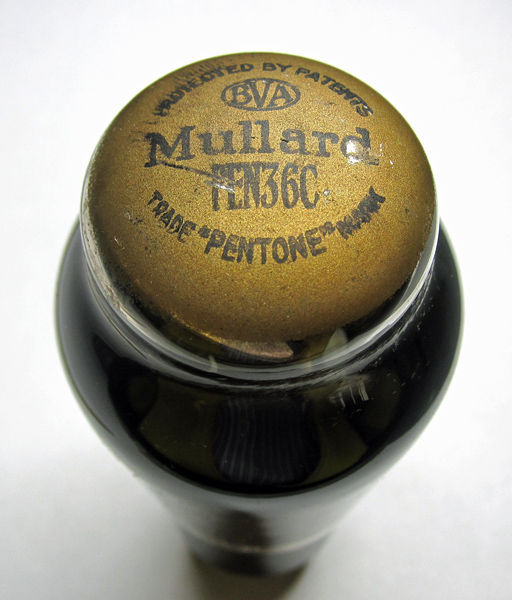 PROTECTED BY PATENTS
BVA
Mullard
PEN36C
TRADE "PENTONE" MARK